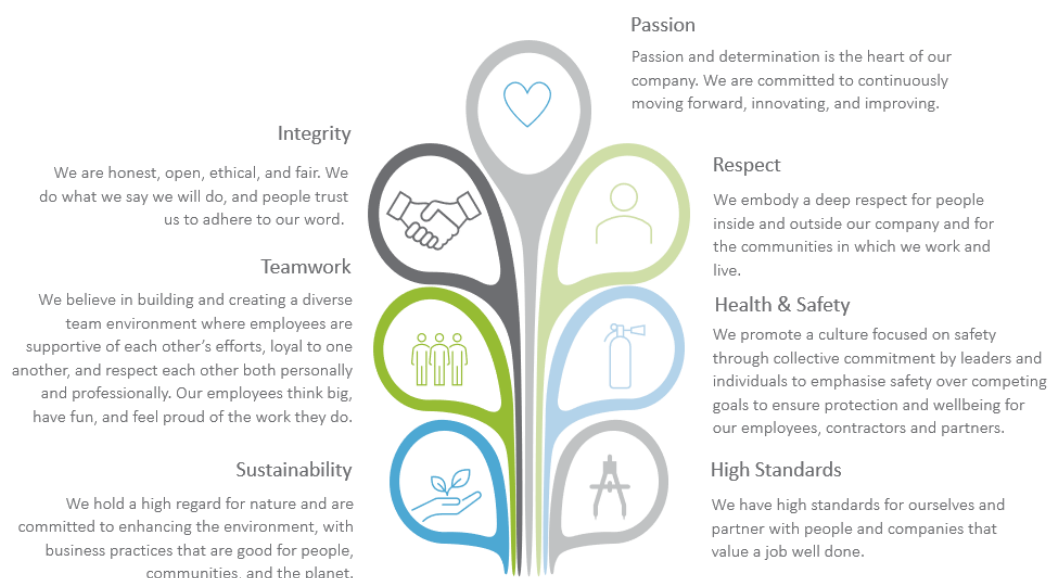 Passion
Passion and determination is the heart of our
company. We are committed to continuously
moving forward, innovating, and improving.
Integrity
We are honest, open, ethical, and fair. We
do what we say we will do, and people trust
us to adhere to our word.
Respect
We embody a deep respect for people
inside and outside our company and for
the communities in which we work and
live.
Teamwork
We believe in building and creating a diverse
team environment where employees are
supportive of each other's efforts, loyal to one
another, and respect each other both personally
and professionally. Our employees think big,
have fun, and feel proud of the work they do.
Health & Safety
We promote a culture focused on safety
through collective commitment by leaders and
individuals to emphasise safety over competing
goals to ensure protection and wellbeing for
our employees, contractors and partners.
Sustainability
We hold a high regard for nature and are
committed to enhancing the environment, with
business practices that are good for people,
communities, and the planet.
High Standards
We have high standards for ourselves and
partner with people and companies that
value a job well done.